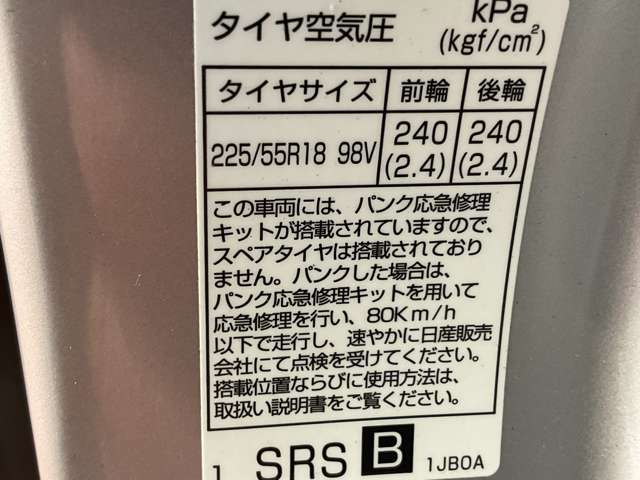 タイヤ空気圧 kPa
(kgf/cm²)
タイヤサイズ 前輪 後輪
225/55R18 98V 240 240
(2.4) (2.4)
この車両には、パンク応急修理
キットが搭載されていますので、
スペアタイヤは搭載されており
ません。パンクした場合は、
パンク応急修理キットを用いて
応急修理を行い、80Km/h
以下で走行し、速やかに日産販売
会社にて点検を受けてください。
搭載位置ならびに使用方法は、
取扱い説明書をご覧ください。
1 SRS B 1JB0A